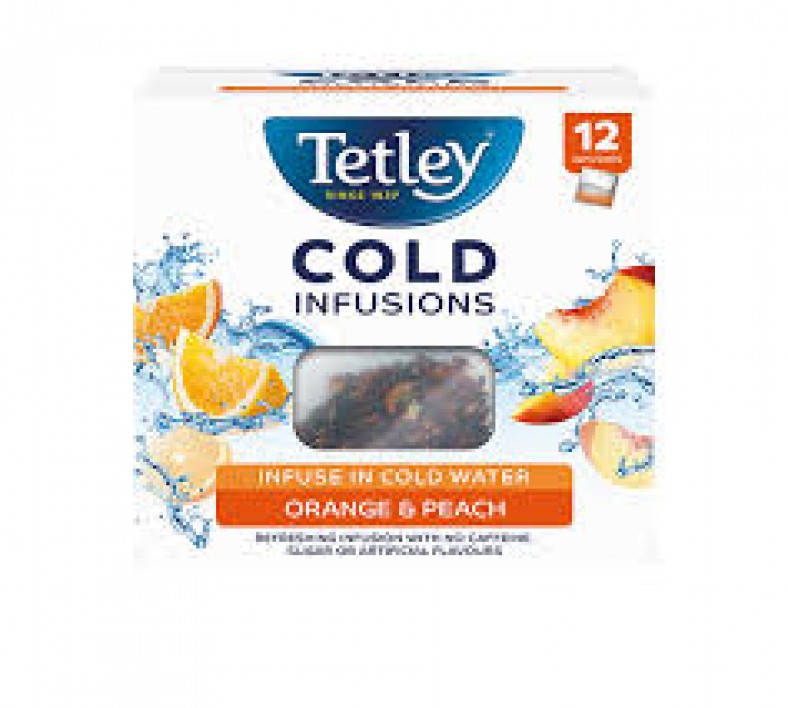 Tetley
SINCE 1837
12
INFUSIONS
COLD
INFUSIONS
INFUSE IN COLD WATER
ORANGE & PEACH
REFRESHING INFUSION WITH NO CAFFEINE,
SUGAR OR ARTIFICIAL FLAVOURS